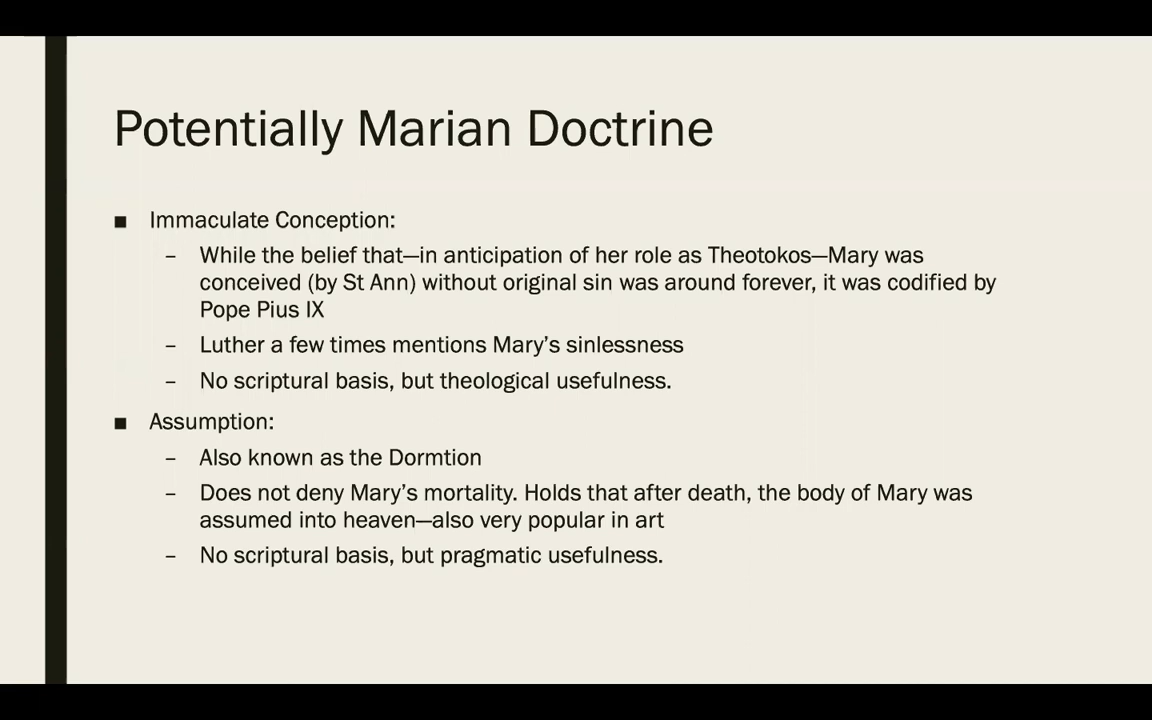 Potentially Marian Doctrine
■ Immaculate Conception:
– While the belief that—in anticipation of her role as Theotokos—Mary was
conceived (by St Ann) without original sin was around forever, it was codified by
Pope Pius IX
– Luther a few times mentions Mary’s sinlessness
– No scriptural basis, but theological usefulness.
■ Assumption:
– Also known as the Dormtion
– Does not deny Mary’s mortality. Holds that after death, the body of Mary was
assumed into heaven—also very popular in art
– No scriptural basis, but pragmatic usefulness.